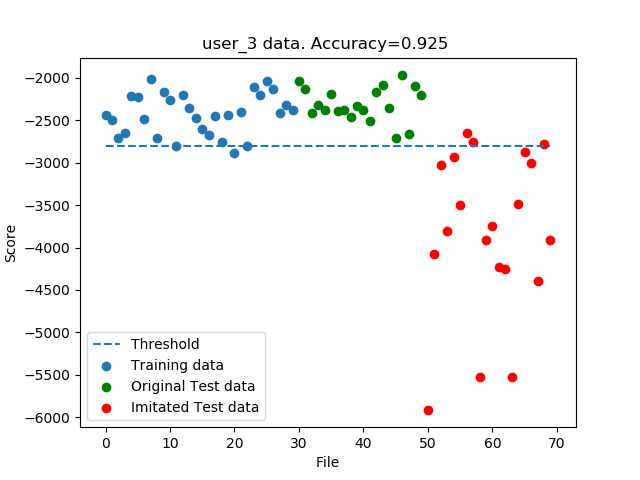 user_3 data. Accuracy=0.925
Score
−2000
−2500
−3000
−3500
−4000
−4500
−5000
−5500
−6000
Threshold
Training data
Original Test data
Imitated Test data
0 10 20 30 40 50 60 70
File